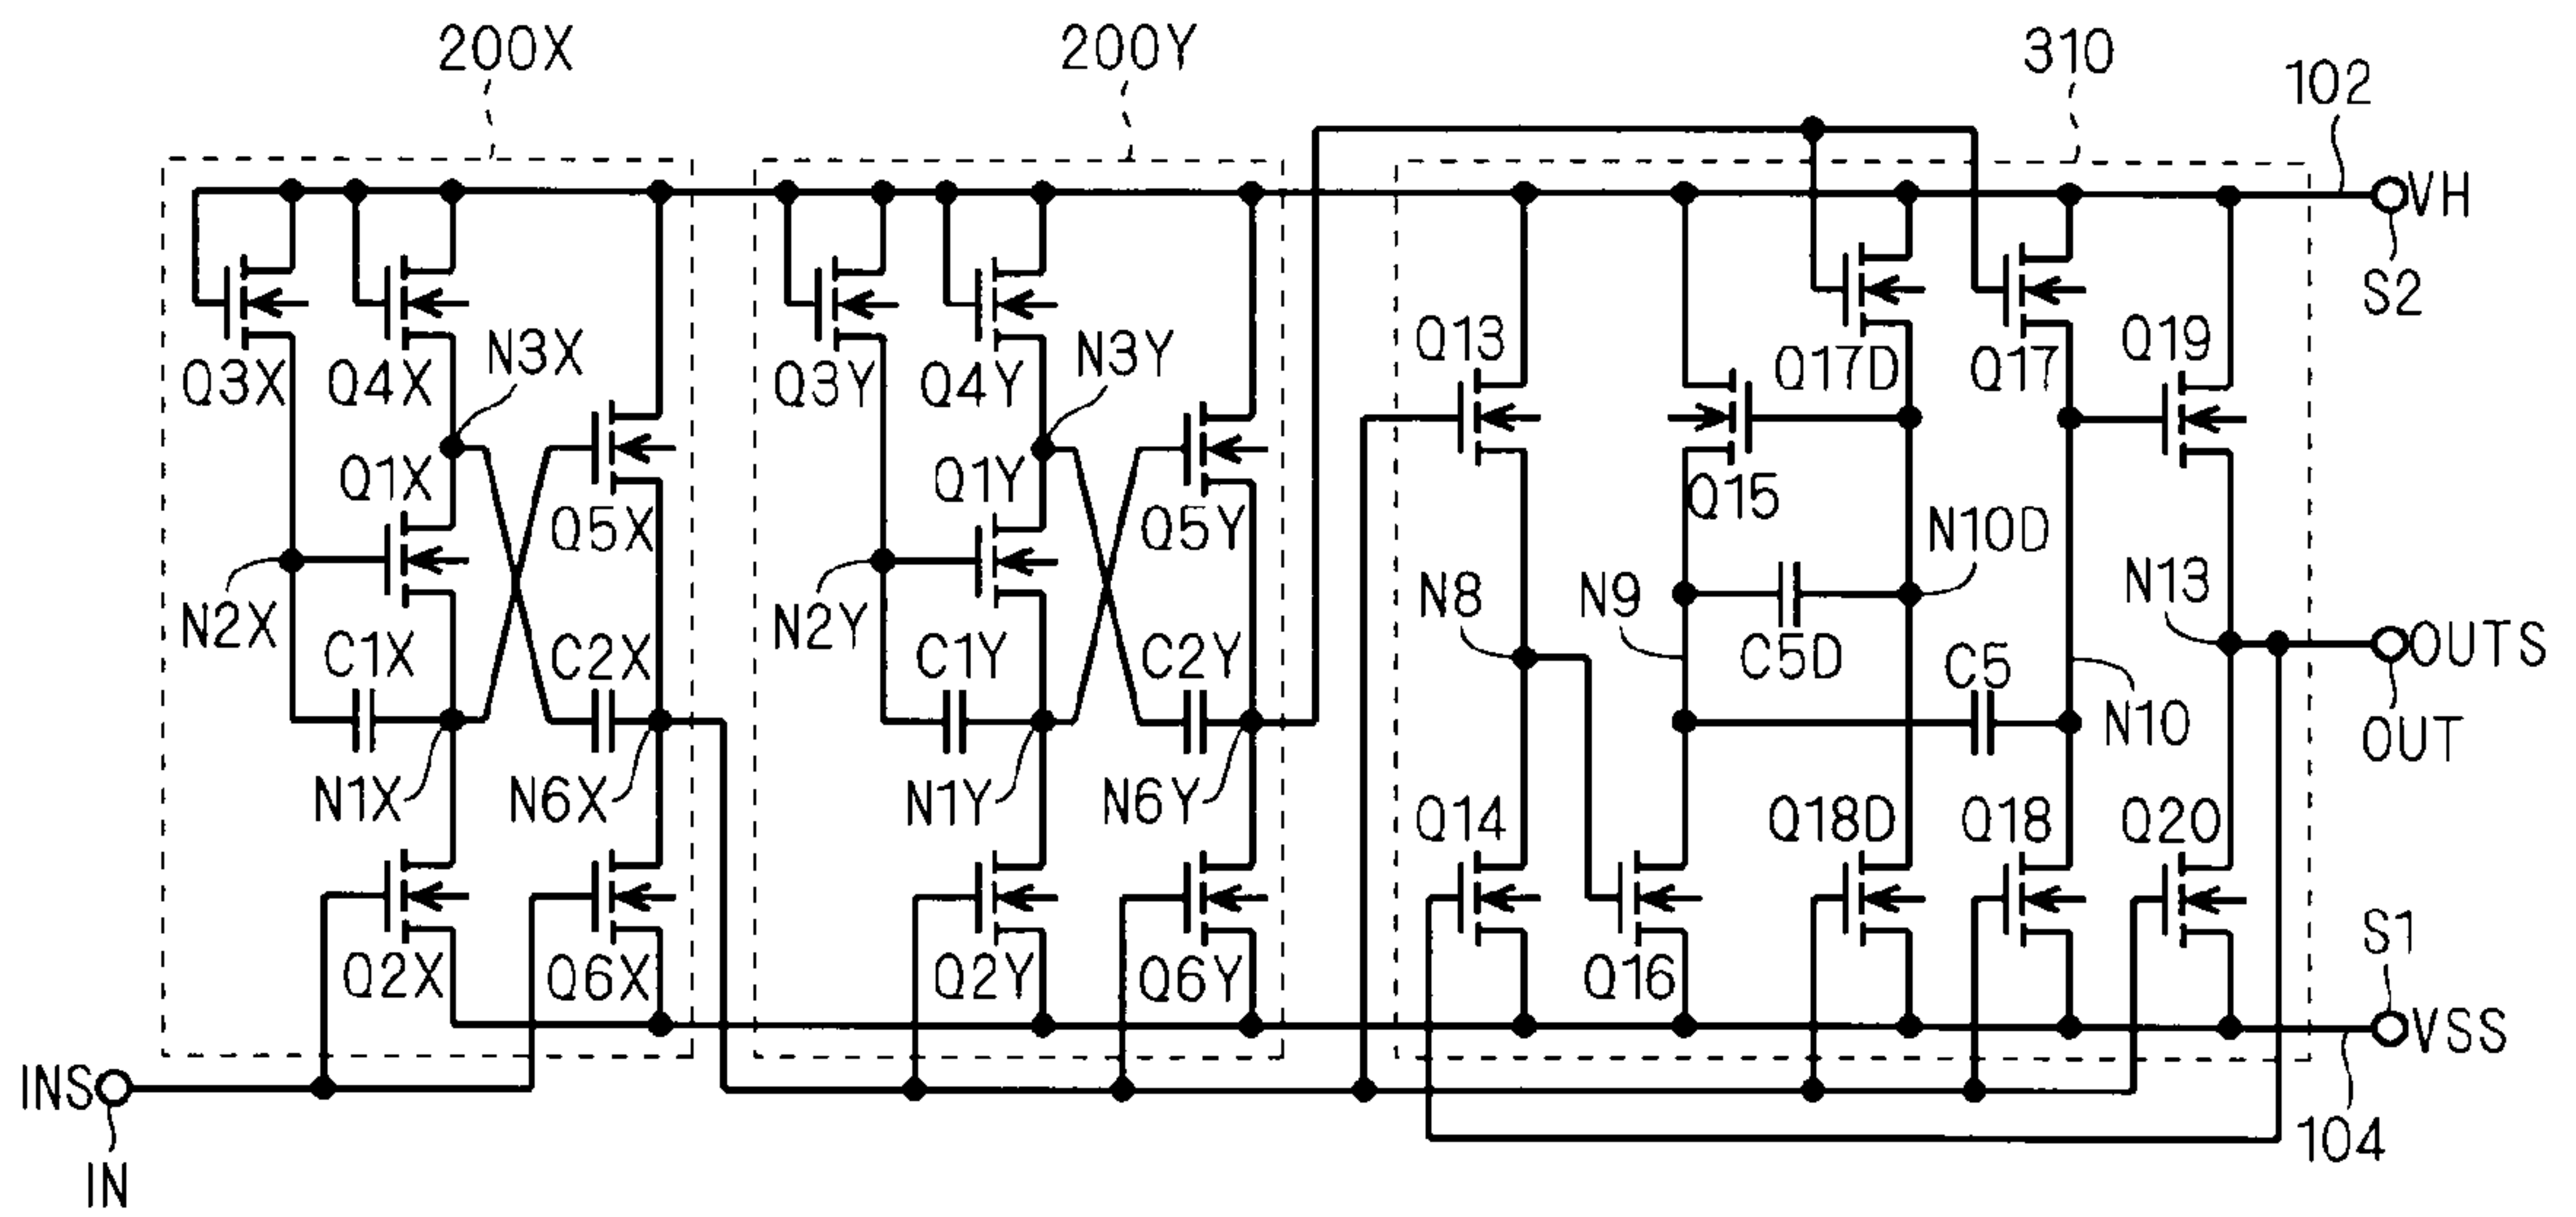 200X 200Y 310 102
VH
S2
Q3X Q4X N3X Q3Y Q4Y N3Y Q13 Q17D Q17 Q19
Q1X Q5X Q1Y Q5Y Q15
N10D
N2X C1X C2X N2Y C1Y C2Y N8 N9 C5D C5 N13 OUTS
N10 OUT
N1X N6X N1Y N6Y Q14 Q18D Q18 Q20
Q2X Q6X Q2Y Q6Y Q16 S1
VSS
INS
104
IN